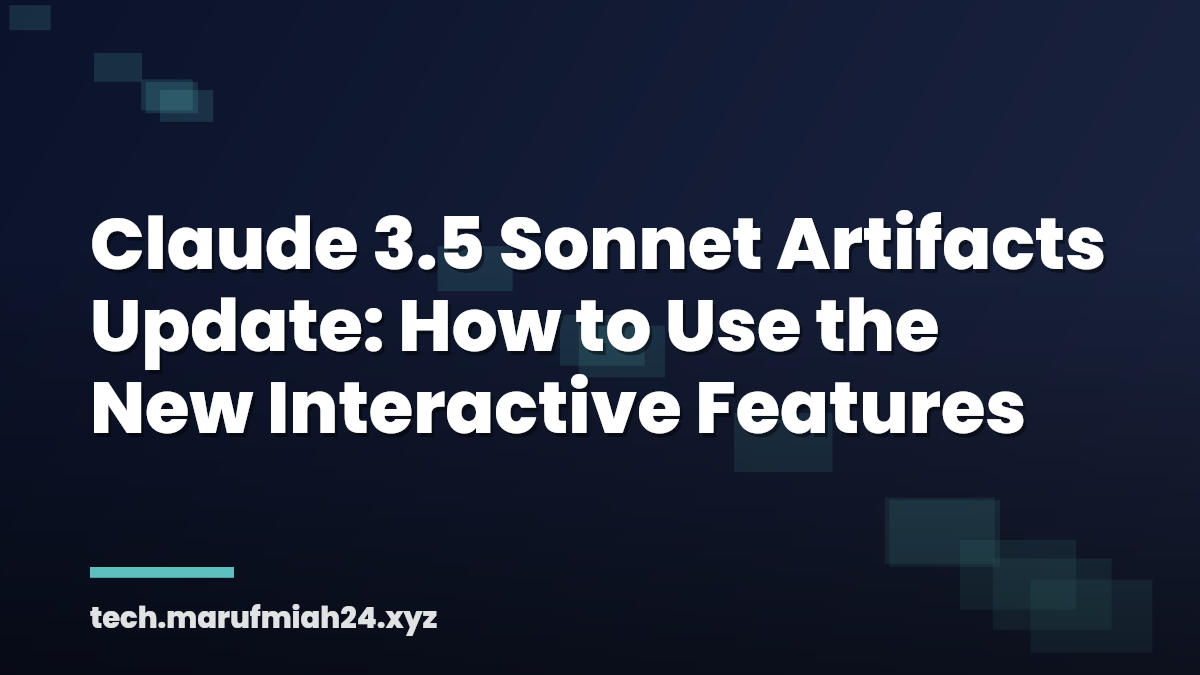 Claude 3.5 Sonnet Artifacts
Update: How to Use the
New Interactive Features
tech.marufmiah24.xyz